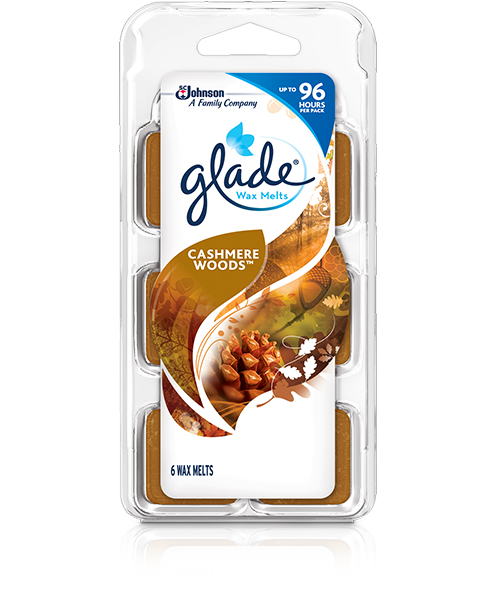 SC Johnson
A Family Company
UP TO 96
HOURS
PER PACK
glade®
Wax Melts
CASHMERE
WOODS™
6 WAX MELTS